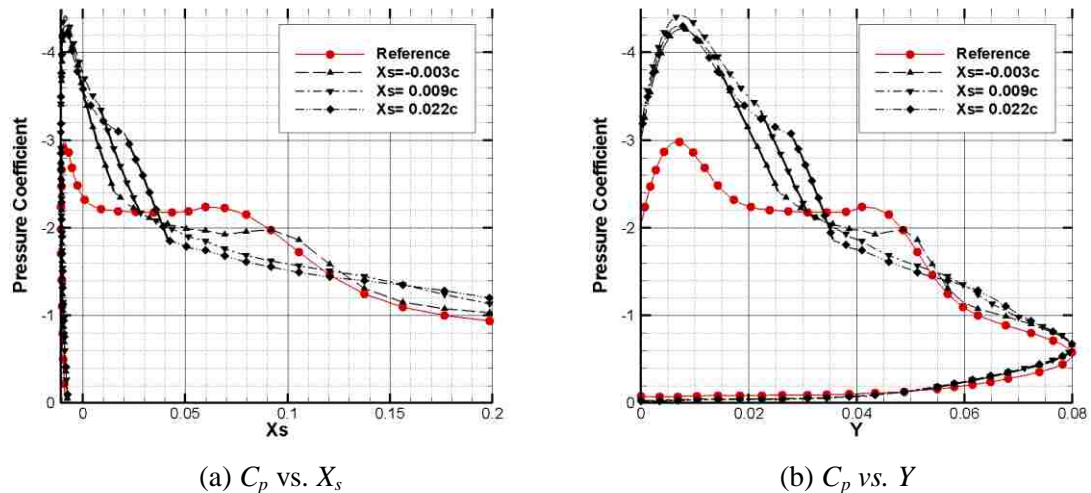 Reference
Xs=-0.003c
Xs= 0.009c
Xs= 0.022c
-4
-3
-2
-1
0
Pressure Coefficient
0 0.05 0.1 0.15 0.2
Xs
(a) Cp vs. Xs
Reference
Xs=-0.003c
Xs= 0.009c
Xs= 0.022c
-4
-3
-2
-1
0
Pressure Coefficient
0 0.02 0.04 0.06 0.08
Y
(b) Cp vs. Y